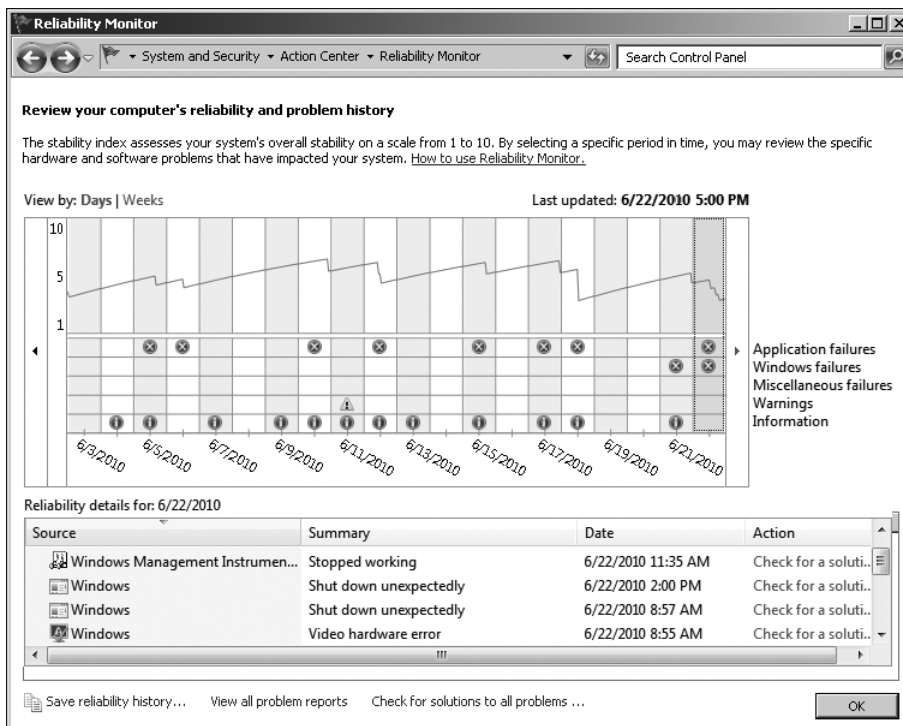 Reliability Monitor
System and Security Action Center Reliability Monitor
Search Control Panel
Review your computer's reliability and problem history
The stability index assesses your system's overall stability on a scale from 1 to 10. By selecting a specific period in time, you may review the specific
hardware and software problems that have impacted your system. How to use Reliability Monitor.
View by: Days | Weeks
Last updated: 6/22/2010 5:00 PM
10
5
1
Application failures
Windows failures
Miscellaneous failures
Warnings
Information
6/3/2010 6/5/2010 6/7/2010 6/9/2010 6/11/2010 6/13/2010 6/15/2010 6/17/2010 6/19/2010 6/21/2010
Reliability details for: 6/22/2010
Source Summary Date Action
Windows Management Instrumen... Stopped working 6/22/2010 11:35 AM Check for a soluti...
Windows Shut down unexpectedly 6/22/2010 2:00 PM Check for a soluti...
Windows Shut down unexpectedly 6/22/2010 8:57 AM Check for a soluti...
Windows Video hardware error 6/22/2010 8:55 AM Check for a soluti...
Save reliability history... View all problem reports Check for solutions to all problems ...
OK